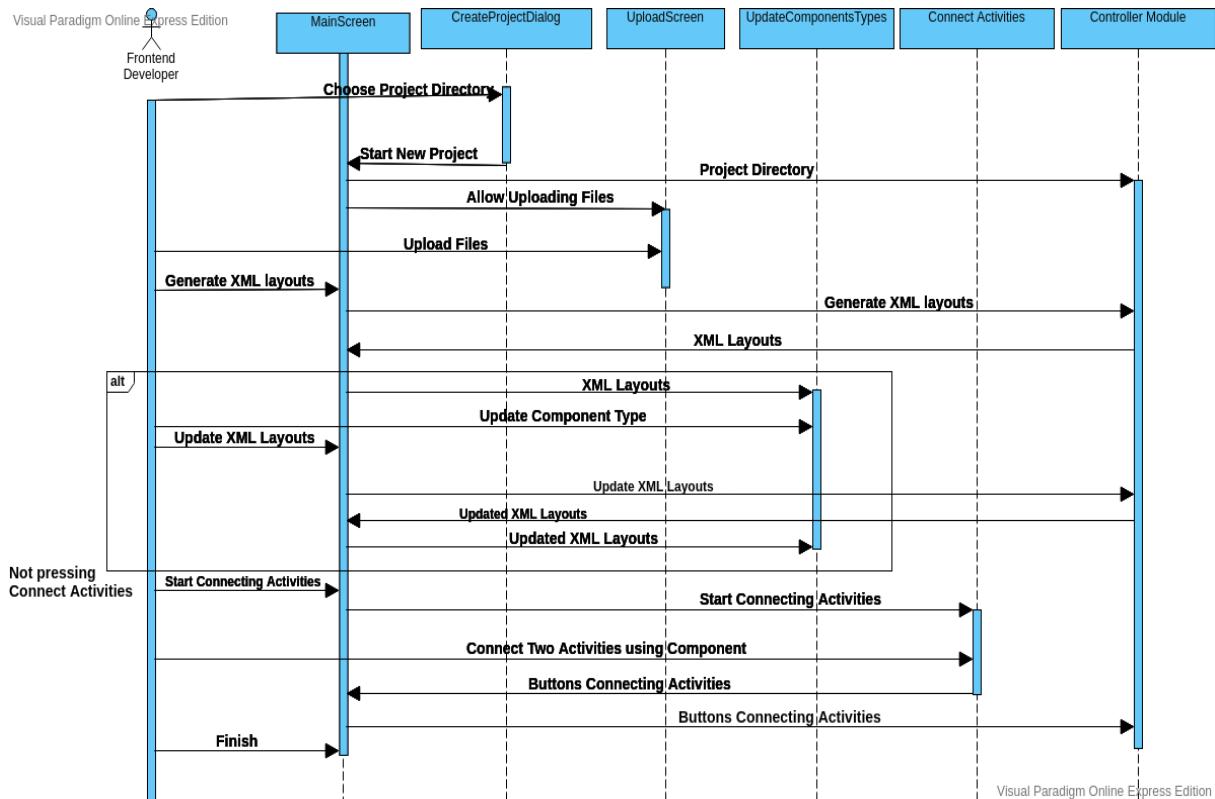 Visual Paradigm Online Express Edition
MainScreen
CreateProjectDialog
UploadScreen
UpdateComponentsTypes
Connect Activities
Controller Module
Frontend
Developer
Choose Project Directory
Start New Project
Project Directory
Allow Uploading Files
Upload Files
Generate XML layouts
Generate XML layouts
XML Layouts
alt
XML Layouts
Update Component Type
Update XML Layouts
Update XML Layouts
Updated XML Layouts
Updated XML Layouts
Not pressing
Connect Activities
Start Connecting Activities
Start Connecting Activities
Connect Two Activities using Component
Buttons Connecting Activities
Buttons Connecting Activities
Finish
Visual Paradigm Online Express Edition